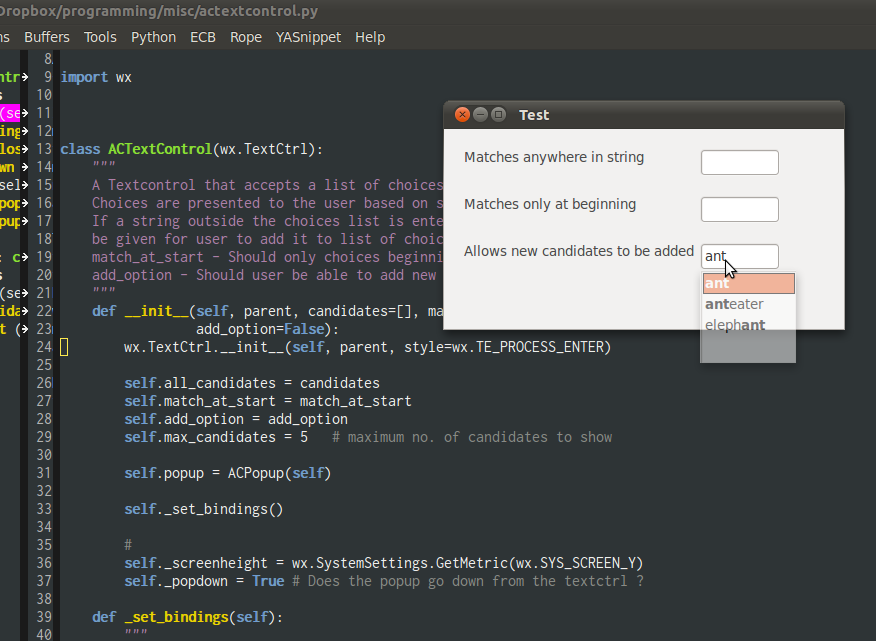 Dropbox/programming/misc/actextcontrol.py
ns Buffers Tools Python ECB Rope YASnippet Help
8
ntr 9 import wx
s 10
(se 11
ing 12
los 13 class ACTextControl(wx.TextCtrl):
wn 14 """
sel 15 A Textcontrol that accepts a list of choices
pop 16 Choices are presented to the user based on s
pup 17 If a string outside the choices list is ente
18 be given for user to add it to list of choic
: c 19 match_at_start - Should only choices beginni
s 20 add_option - Should user be able to add new
(se 21 """
ida 22 def __init__(self, parent, candidates=[], ma
t ( 23 add_option=False):
24 wx.TextCtrl.__init__(self, parent, style=wx.TE_PROCESS_ENTER)
25
26 self.all_candidates = candidates
27 self.match_at_start = match_at_start
28 self.add_option = add_option
29 self.max_candidates = 5 # maximum no. of candidates to show
30
31 self.popup = ACPopup(self)
32
33 self._set_bindings()
34
35 #
36 self._screenheight = wx.SystemSettings.GetMetric(wx.SYS_SCREEN_Y)
37 self._popdown = True # Does the popup go down from the textctrl ?
38
39 def _set_bindings(self):
40 """
Test
Matches anywhere in string
Matches only at beginning
Allows new candidates to be added ant
ant
anteater
elephant